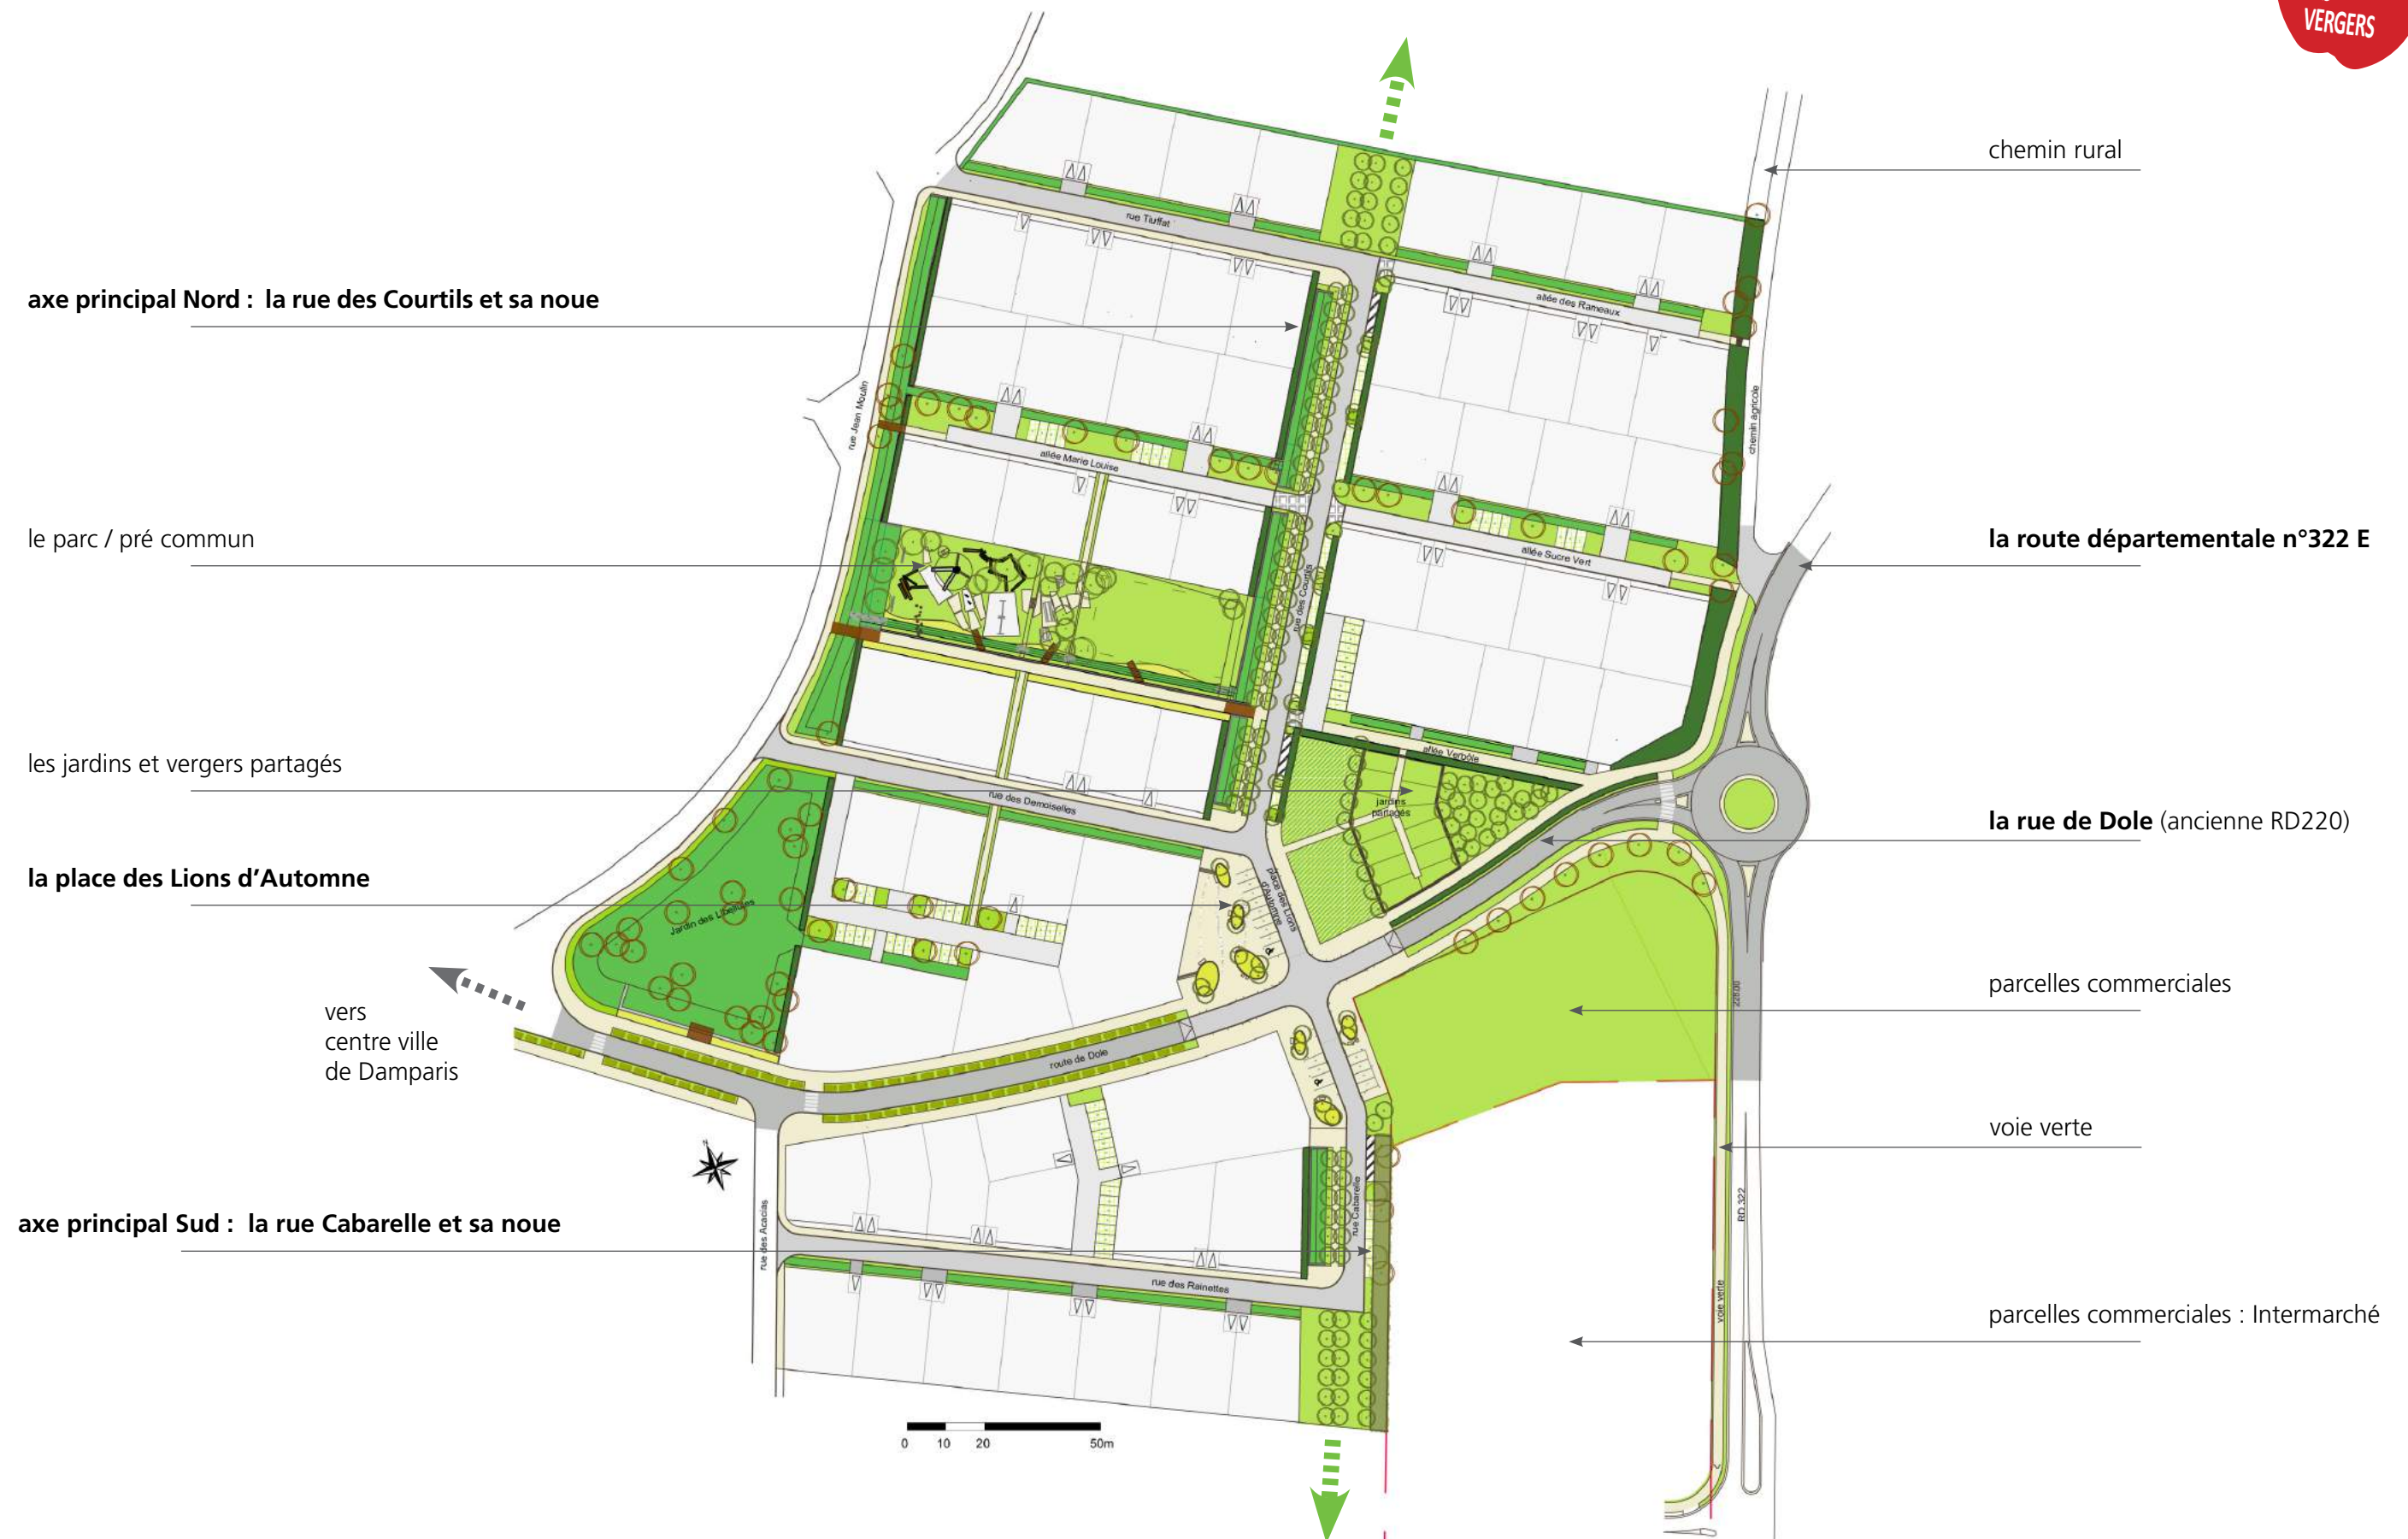 VERGERS
chemin rural
rue Tiuffat
axe principal Nord : la rue des Courtils et sa noue
allée des Rameaux
rue Jean Moulin
chemin agricole
allée Marie Louise
le parc / pré commun
la route départementale n°322 E
allée Sucre Vert
rue des Courtils
allée Verbôle
les jardins et vergers partagés
rue des Demoiselles
jardins
partagés
la rue de Dole (ancienne RD220)
la place des Lions d'Automne
place des Lions
d'Automne
Jardin des Libellules
parcelles commerciales
vers
centre ville
de Damparis
route de Dole
voie verte
N
rue des Acacias
rue Cabarelle
RD 322
axe principal Sud : la rue Cabarelle et sa noue
rue des Rainettes
voie verte
parcelles commerciales : Intermarché
0 10 20 50m